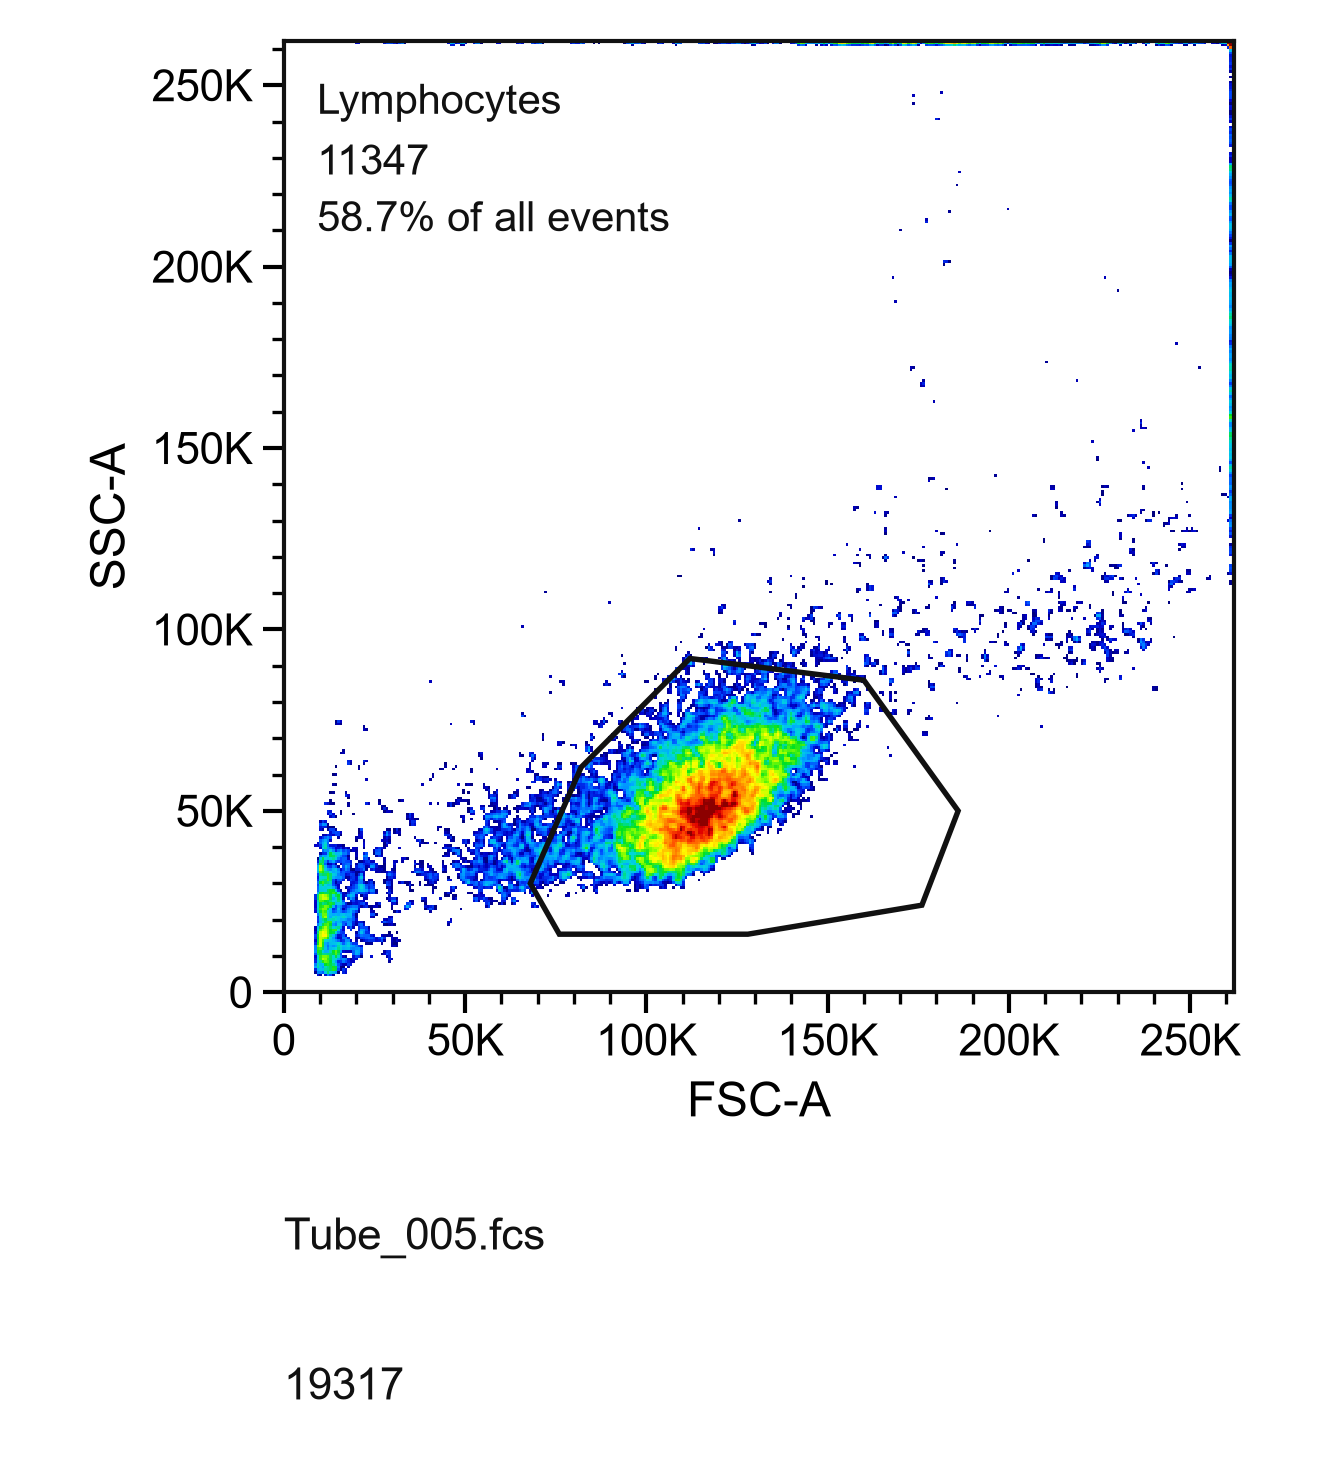 Lymphocytes
11347
58.7% of all events
250K
200K
150K
100K
50K
0
SSC-A
0 50K 100K 150K 200K 250K
FSC-A
Tube_005.fcs
19317